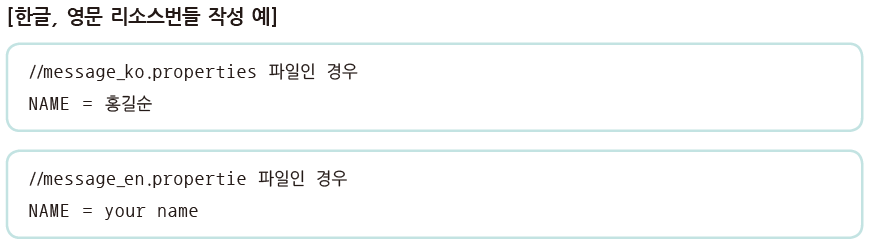 [한글, 영문 리소스번들 작성 예]
//message_ko.properties 파일인 경우
NAME = 홍길순
//message_en.propertie 파일인 경우
NAME = your name